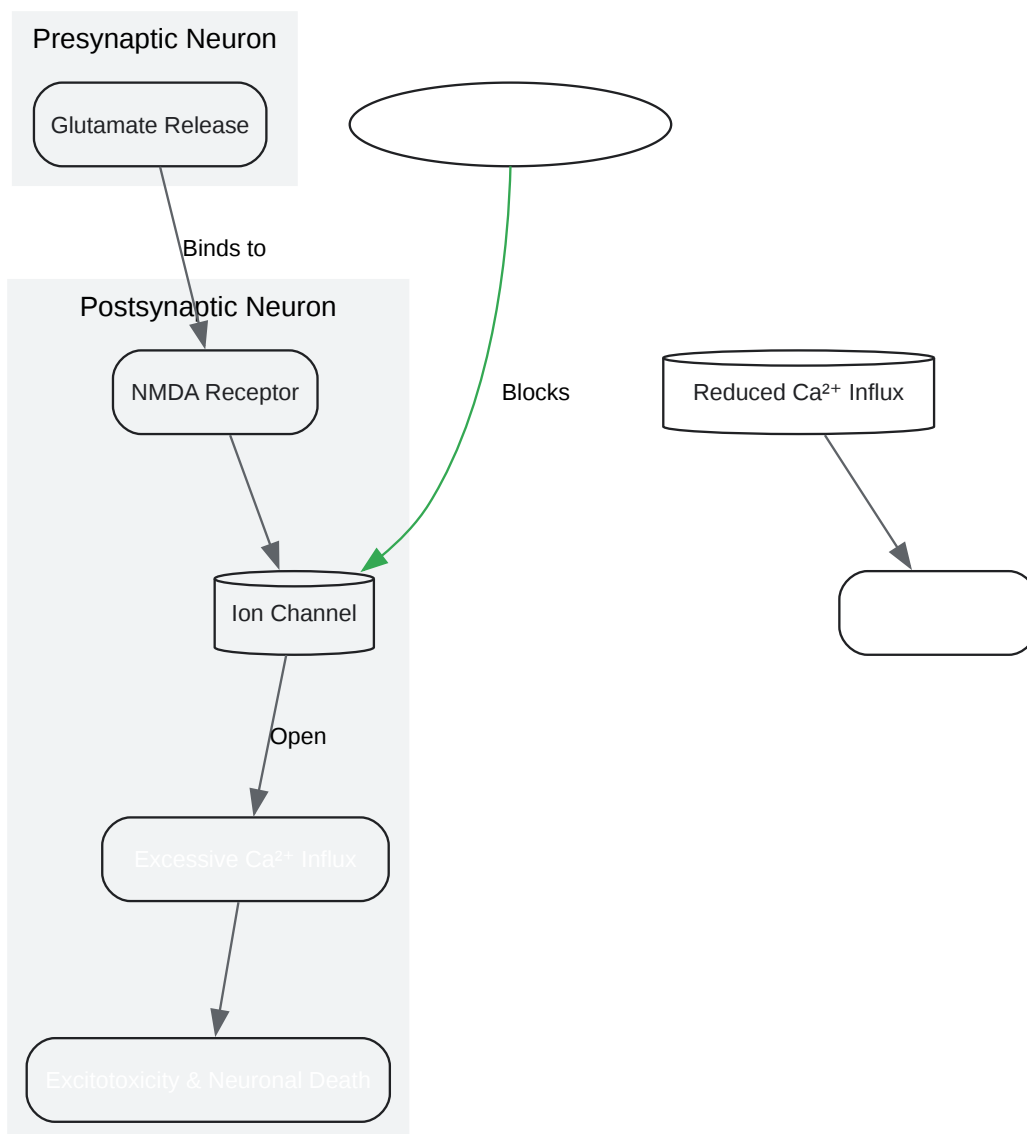 Presynaptic Neuron
Glutamate Release
Binds to
Postsynaptic Neuron
NMDA Receptor
Blocks
Reduced Ca²⁺ Influx
Ion Channel
Open
Excessive Ca²⁺ Influx
Excitotoxicity & Neuronal Death